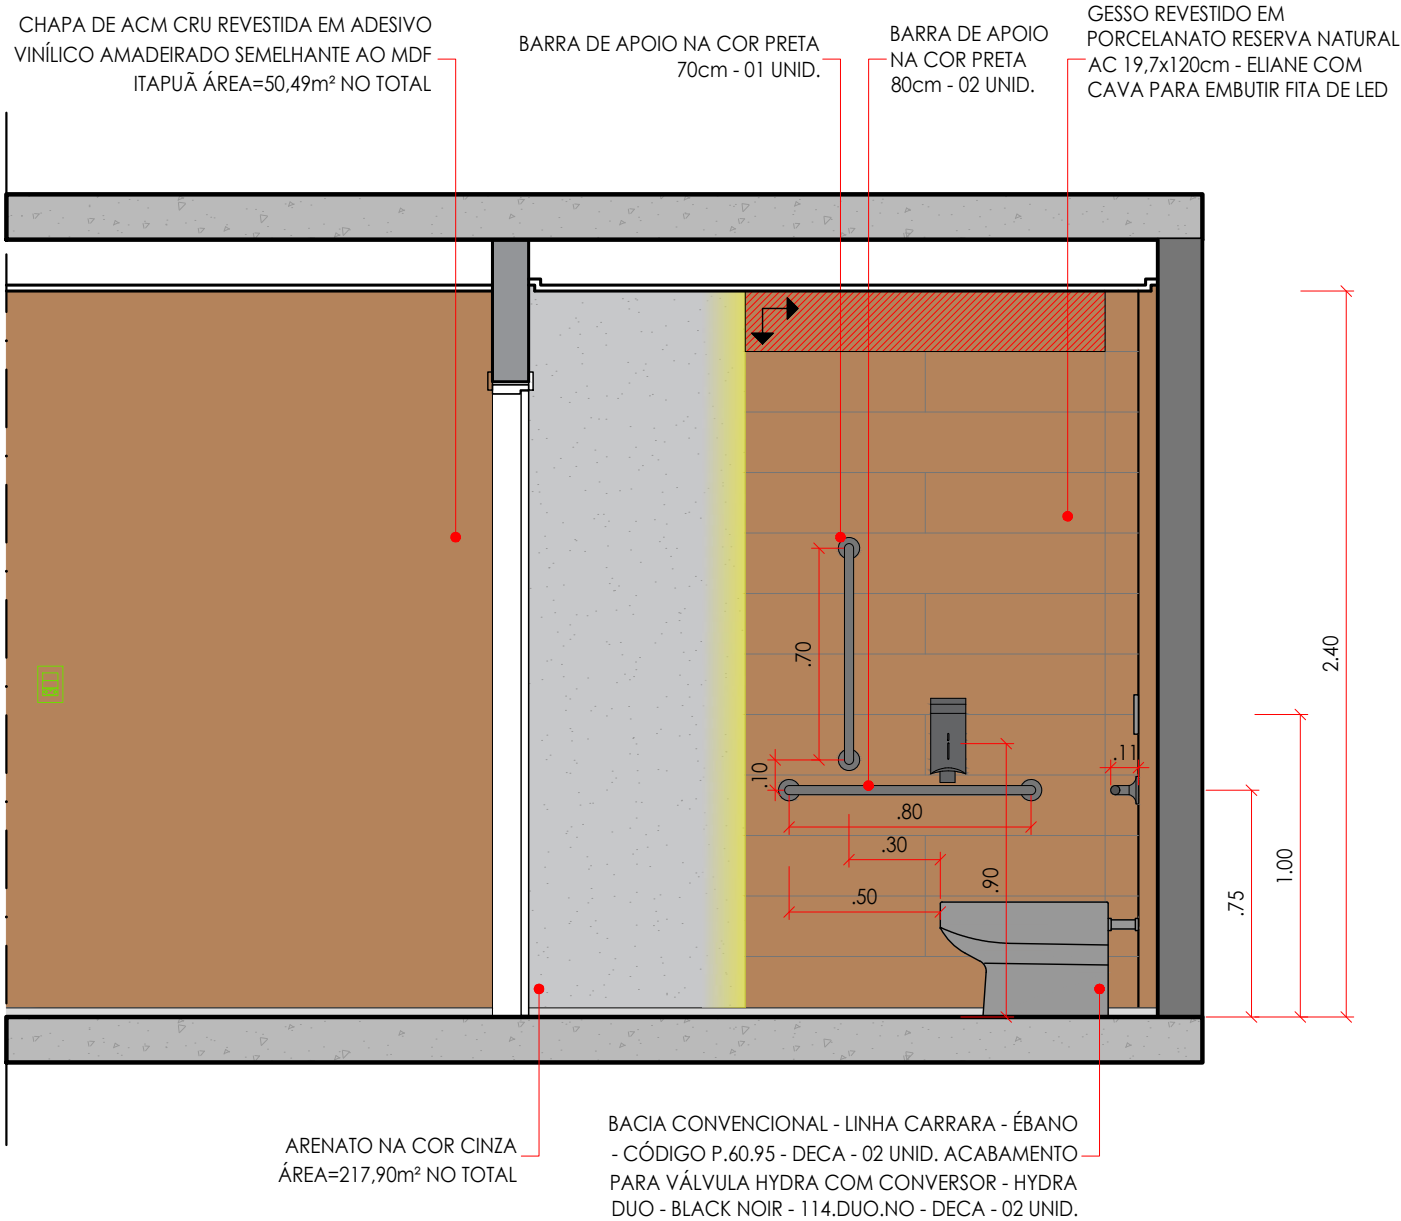 CHAPA DE ACM CRU REVESTIDA EM ADESIVO
VINÍLICO AMADEIRADO SEMELHANTE AO MDF
ITAPUÃ ÁREA=50,49m² NO TOTAL
BARRA DE APOIO NA COR PRETA
70cm - 01 UNID.
BARRA DE APOIO
NA COR PRETA
80cm - 02 UNID.
GESSO REVESTIDO EM
PORCELANATO RESERVA NATURAL
AC 19,7x120cm - ELIANE COM
CAVA PARA EMBUTIR FITA DE LED
.70
.10
.80
.30
.50
.90
.11
.75
1.00
2.40
ARENATO NA COR CINZA
ÁREA=217,90m² NO TOTAL
BACIA CONVENCIONAL - LINHA CARRARA - ÉBANO
- CÓDIGO P.60.95 - DECA - 02 UNID. ACABAMENTO
PARA VÁLVULA HYDRA COM CONVERSOR - HYDRA
DUO - BLACK NOIR - 114.DUO.NO - DECA - 02 UNID.